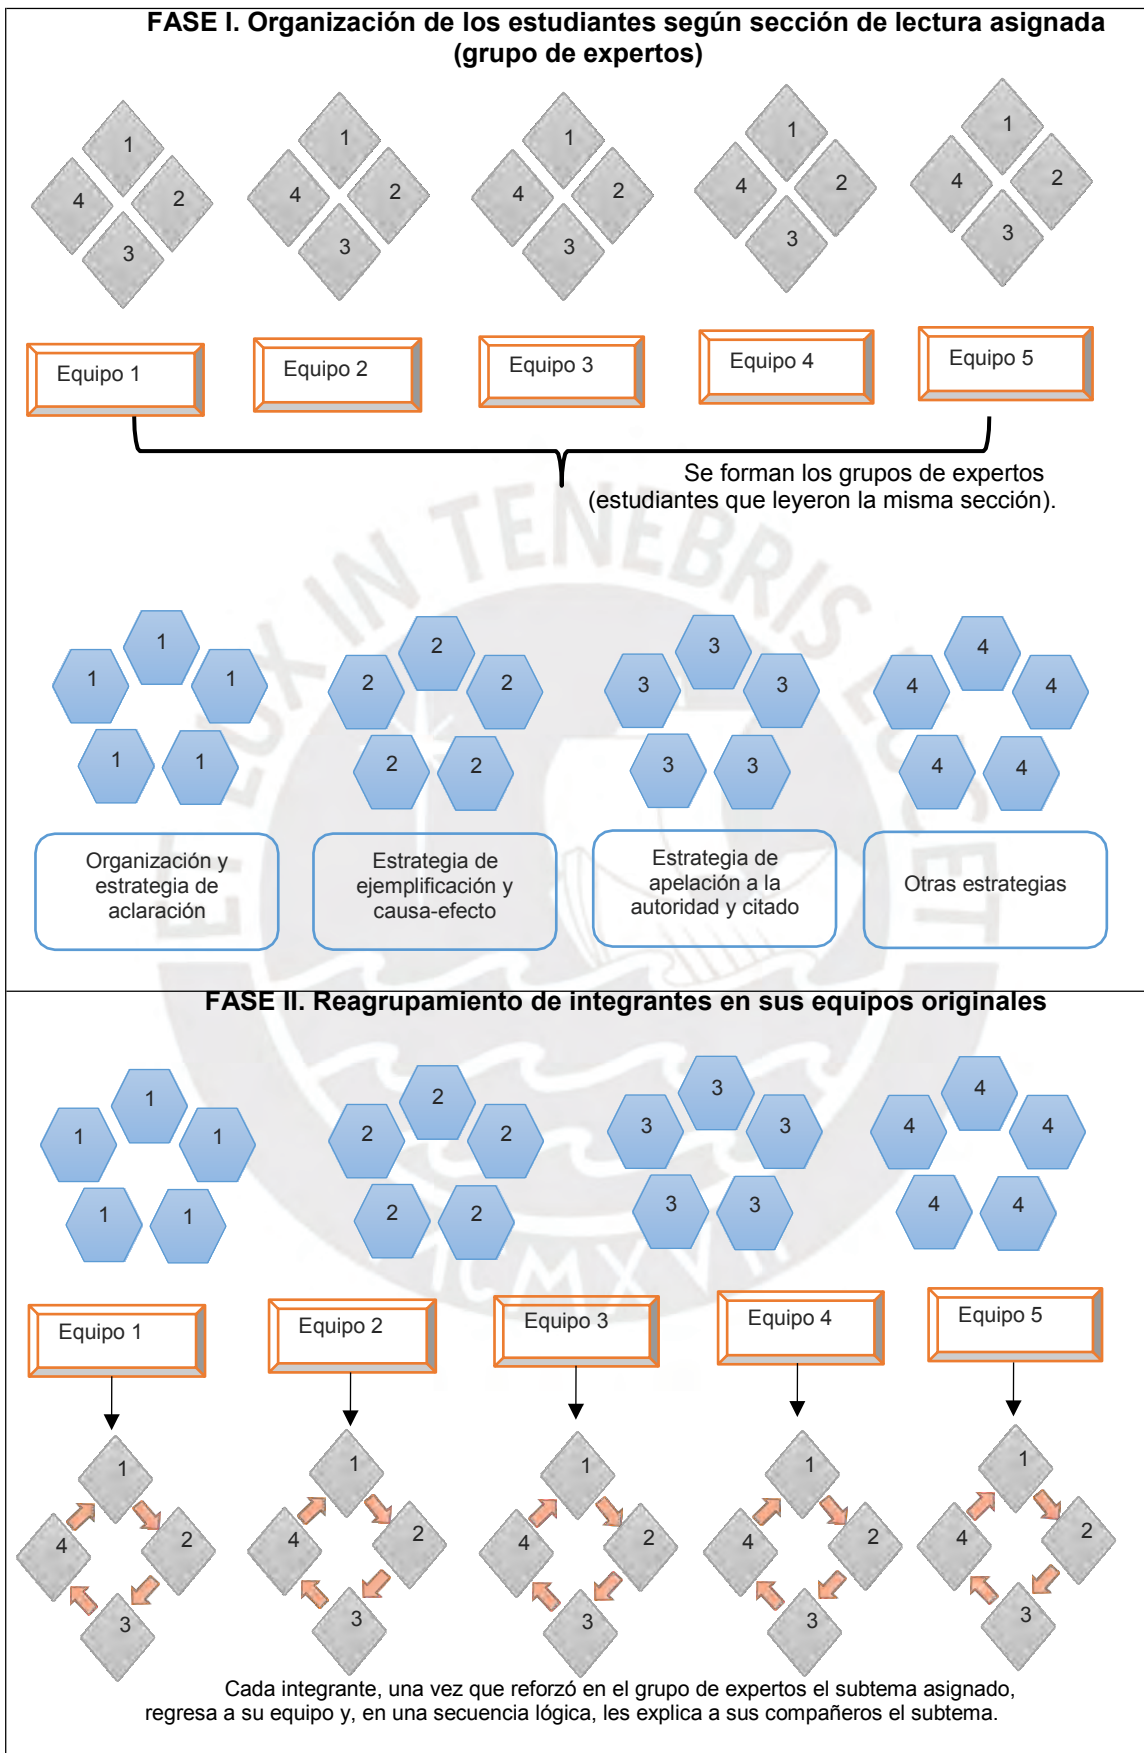 FASE I. Organización de los estudiantes según sección de lectura asignada
(grupo de expertos)
1
4
2
3
1
4
2
3
1
4
2
3
1
4
2
3
1
4
2
3
Equipo 1
Equipo 2
Equipo 3
Equipo 4
Equipo 5
Se forman los grupos de expertos
(estudiantes que leyeron la misma sección).
ET LUX IN TENEBRIS LUCET
1
1
1
1
1
2
2
2
2
2
3
3
3
3
3
4
4
4
4
4
Organización y
estrategia de
aclaración
Estrategia de
ejemplificación y
causa-efecto
Estrategia de
apelación a la
autoridad y citado
Otras estrategias
FASE II. Reagrupamiento de integrantes en sus equipos originales
1
1
1
1
1
2
2
2
2
2
3
3
3
3
3
4
4
4
4
4
MCMXVII
Equipo 1
Equipo 2
Equipo 3
Equipo 4
Equipo 5
1
4
2
3
1
4
2
3
1
4
2
3
1
4
2
3
1
4
2
3
Cada integrante, una vez que reforzó en el grupo de expertos el subtema asignado,
regresa a su equipo y, en una secuencia lógica, les explica a sus compañeros el subtema.